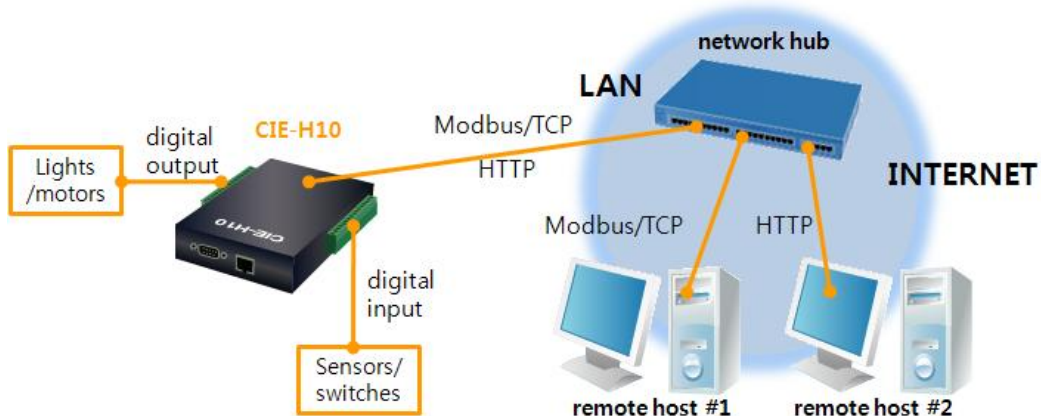 network hub
LAN
CIE-H10
Modbus/TCP
HTTP
digital
output
Lights
/motors
INTERNET
CIE-H10
Modbus/TCP
HTTP
digital
input
Sensors/
switches
remote host #1
remote host #2